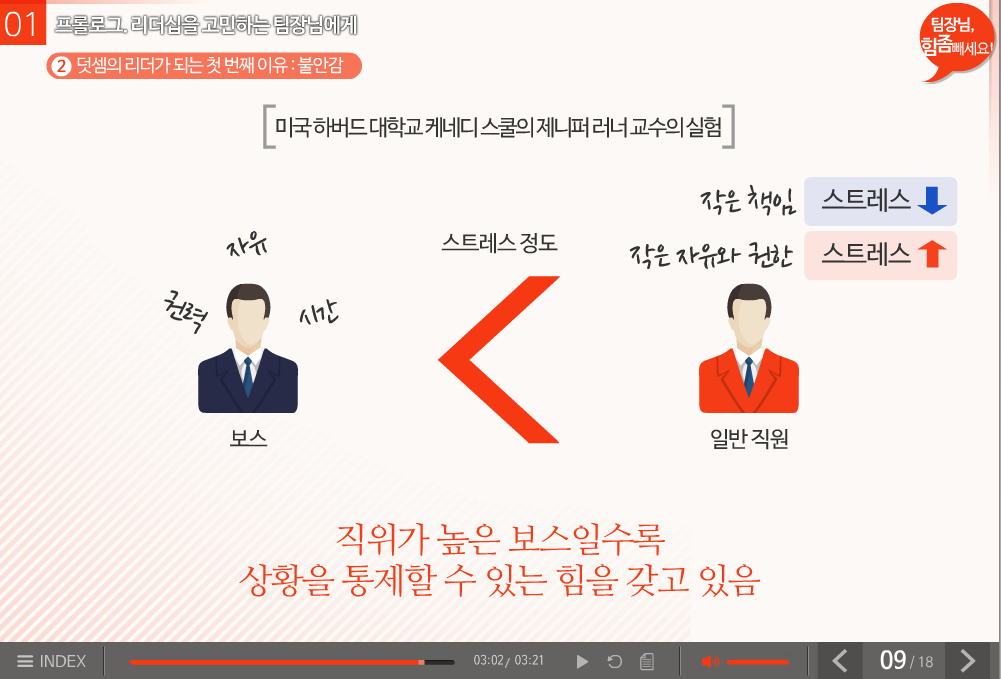 01 프롤로그. 리더십을 고민하는 팀장님에게
팀장님,
힘좀빼세요!
2 덧셈의 리더가 되는 첫 번째 이유 : 불안감
[미국 하버드 대학교 케네디 스쿨의 제니퍼 러너 교수의 실험]
작은 책임 스트레스
작은 자유와 권한 스트레스
스트레스 정도
자유
권력
시간
보스
일반 직원
직위가 높은 보스일수록
상황을 통제할 수 있는 힘을 갖고 있음
INDEX 03:02 / 03:21 09 / 18